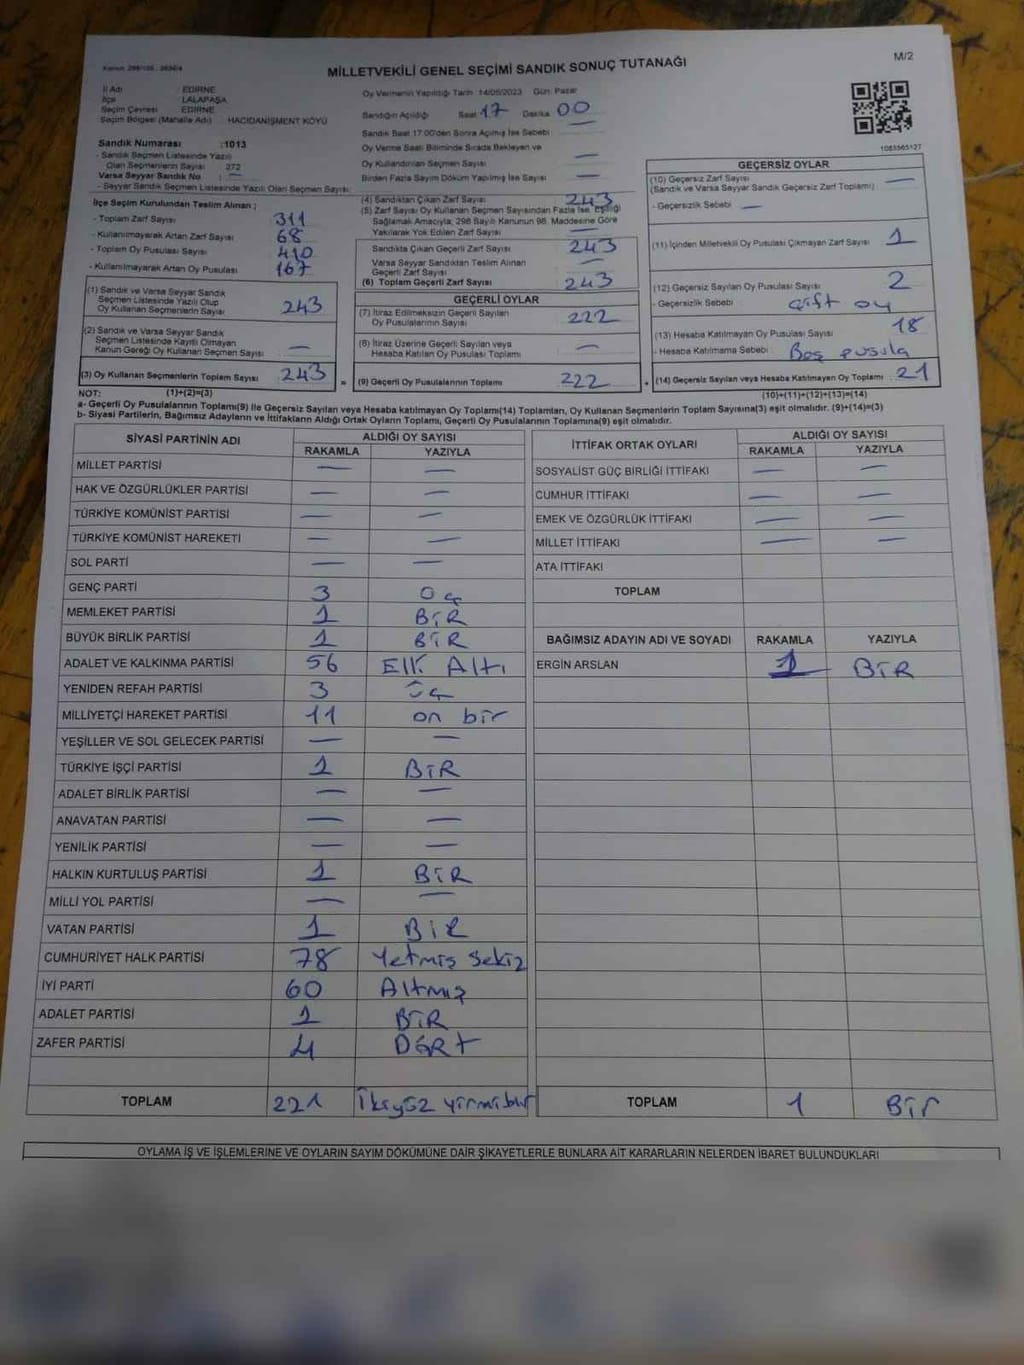 M/2
MİLLETVEKİLİ GENEL SEÇİMİ SANDIK SONUÇ TUTANAĞI
İl Adı : EDİRNE
İlçe : LALAPAŞA
Seçim Çevresi : EDİRNE
Seçim Bölgesi (Mahalle Adı) : HACIDANIŞMENT KÖYÜ
Sandık Numarası : 1013
- Sandık Seçmen Listesinde Yazılı
Olan Seçmenlerin Sayısı : 272
Varsa Seyyar Sandık No : —
- Seyyar Sandık Seçmen Listesinde Yazılı Olan Seçmen Sayısı:
İlçe Seçim Kurulundan Teslim Alınan ;
- Toplam Zarf Sayısı : 311
- Kullanılmayarak Artan Zarf Sayısı : 68
- Toplam Oy Pusulası Sayısı : 410
- Kullanılmayarak Artan Oy Pusulası : 167
(1) Sandık ve Varsa Seyyar Sandık
Seçmen Listesinde Yazılı Olup
Oy Kullanan Seçmenlerin Sayısı 243
(2) Sandık ve Varsa Seyyar Sandık
Seçmen Listesinde Kayıtlı Olmayan
Kanun Gereği Oy Kullanan Seçmen Sayısı —
(3) Oy Kullanan Seçmenlerin Toplam Sayısı 243
Oy Vermenin Yapıldığı Tarih :14/05/2023 Gün: Pazar
Sandığın Açıldığı Saat 17 Dakika 00
Sandık Saat 17:00'den Sonra Açılmış İse Sebebi —
Oy Verme Saati Bitiminde Sırada Bekleyen ve
Oy Kullandırılan Seçmen Sayısı —
Birden Fazla Sayım Döküm Yapılmış İse Sayısı —
(4) Sandıktan Çıkan Zarf Sayısı 243
(5) Zarf Sayısı Oy Kullanan Seçmen Sayısından Fazla İse, Eşitliği
Sağlamak Amacıyla, 298 Sayılı Kanunun 98. Maddesine Göre
Yakılarak Yok Edilen Zarf Sayısı —
Sandıkta Çıkan Geçerli Zarf Sayısı 243
Varsa Seyyar Sandıktan Teslim Alınan
Geçerli Zarf Sayısı —
(6) Toplam Geçerli Zarf Sayısı 243
GEÇERLİ OYLAR
(7) İtiraz Edilmeksizin Geçerli Sayılan
Oy Pusulalarının Sayısı 222
(8) İtiraz Üzerine Geçerli Sayılan veya
Hesaba Katılan Oy Pusulası Toplamı —
= (9) Geçerli Oy Pusulalarının Toplamı 222
1083565127
GEÇERSİZ OYLAR
(10) Geçersiz Zarf Sayısı —
(Sandık ve Varsa Seyyar Sandık Geçersiz Zarf Toplamı)
- Geçersizlik Sebebi —
(11) İçinden Milletvekili Oy Pusulası Çıkmayan Zarf Sayısı 1
(12) Geçersiz Sayılan Oy Pusulası Sayısı 2
- Geçersizlik Sebebi : Çift oy
(13) Hesaba Katılmayan Oy Pusulası Sayısı 18
- Hesaba Katılmama Sebebi : Boş pusula
+ (14) Geçersiz Sayılan veya Hesaba Katılmayan Oy Toplamı 21
NOT: (1)+(2)=(3) (10)+(11)+(12)+(13)=(14)
a- Geçerli Oy Pusulalarının Toplamı(9) ile Geçersiz Sayılan veya Hesaba katılmayan Oy Toplamı(14) Toplamları, Oy Kullanan Seçmenlerin Toplam Sayısına(3) eşit olmalıdır. (9)+(14)=(3)
b- Siyasi Partilerin, Bağımsız Adayların ve İttifakların Aldığı Ortak Oyların Toplamı, Geçerli Oy Pusulalarının Toplamına(9) eşit olmalıdır.
SİYASİ PARTİNİN ADI ALDIĞI OY SAYISI
RAKAMLA YAZIYLA
MİLLET PARTİSİ — —
HAK VE ÖZGÜRLÜKLER PARTİSİ — —
TÜRKİYE KOMÜNİST PARTİSİ — —
TÜRKİYE KOMÜNİST HAREKETİ — —
SOL PARTİ — —
GENÇ PARTİ 3 Üç
MEMLEKET PARTİSİ 1 BİR
BÜYÜK BİRLİK PARTİSİ 1 BİR
ADALET VE KALKINMA PARTİSİ 56 Elli Altı
YENİDEN REFAH PARTİSİ 3 Üç
MİLLİYETÇİ HAREKET PARTİSİ 11 on bir
YEŞİLLER VE SOL GELECEK PARTİSİ — —
TÜRKİYE İŞÇİ PARTİSİ 1 BİR
ADALET BİRLİK PARTİSİ — —
ANAVATAN PARTİSİ — —
YENİLİK PARTİSİ — —
HALKIN KURTULUŞ PARTİSİ 1 BİR
MİLLİ YOL PARTİSİ — —
VATAN PARTİSİ 1 BİR
CUMHURİYET HALK PARTİSİ 78 Yetmiş Sekiz
İYİ PARTİ 60 Altmış
ADALET PARTİSİ 1 BİR
ZAFER PARTİSİ 4 DÖRT
TOPLAM 221 İkiyüz yirmibir
İTTİFAK ORTAK OYLARI ALDIĞI OY SAYISI
RAKAMLA YAZIYLA
SOSYALİST GÜÇ BİRLİĞİ İTTİFAKI — —
CUMHUR İTTİFAKI — —
EMEK VE ÖZGÜRLÜK İTTİFAKI — —
MİLLET İTTİFAKI — —
ATA İTTİFAKI
TOPLAM
BAĞIMSIZ ADAYIN ADI VE SOYADI RAKAMLA YAZIYLA
ERGİN ARSLAN 1 BİR
TOPLAM 1 Bir
OYLAMA İŞ VE İŞLEMLERİNE VE OYLARIN SAYIM DÖKÜMÜNE DAİR ŞİKAYETLERLE BUNLARA AİT KARARLARIN NELERDEN İBARET BULUNDUKLARI